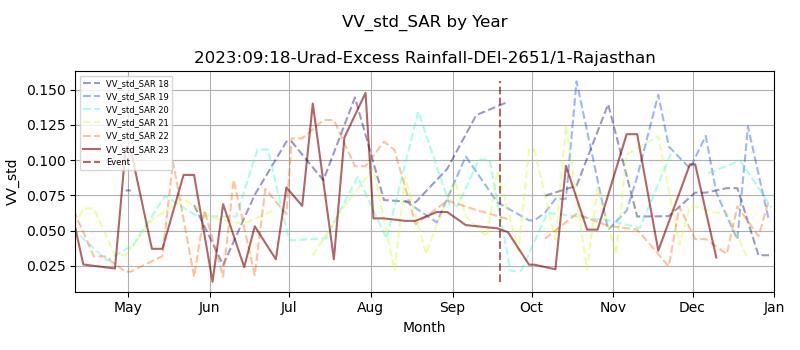 VV_std_SAR by Year
2023:09:18-Urad-Excess Rainfall-DEI-2651/1-Rajasthan
0.150
0.125
0.100
0.075
0.050
0.025
VV_std
VV_std_SAR 18
VV_std_SAR 19
VV_std_SAR 20
VV_std_SAR 21
VV_std_SAR 22
VV_std_SAR 23
Event
May Jun Jul Aug Sep Oct Nov Dec Jan
Month